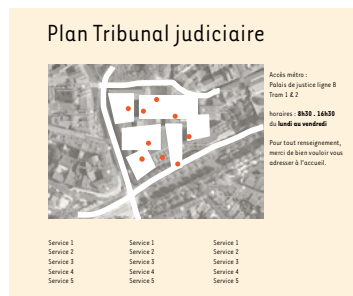 Plan Tribunal judiciaire
Accès métro :
Palais de justice ligne B
Tram 1 & 2
horaires : 8h30 . 16h30
du lundi au vendredi
Pour tout renseignement,
merci de bien vouloir vous
adresser à l'accueil.
Service 1
Service 2
Service 3
Service 4
Service 5
Service 1
Service 2
Service 3
Service 4
Service 5
Service 1
Service 2
Service 3
Service 4
Service 5